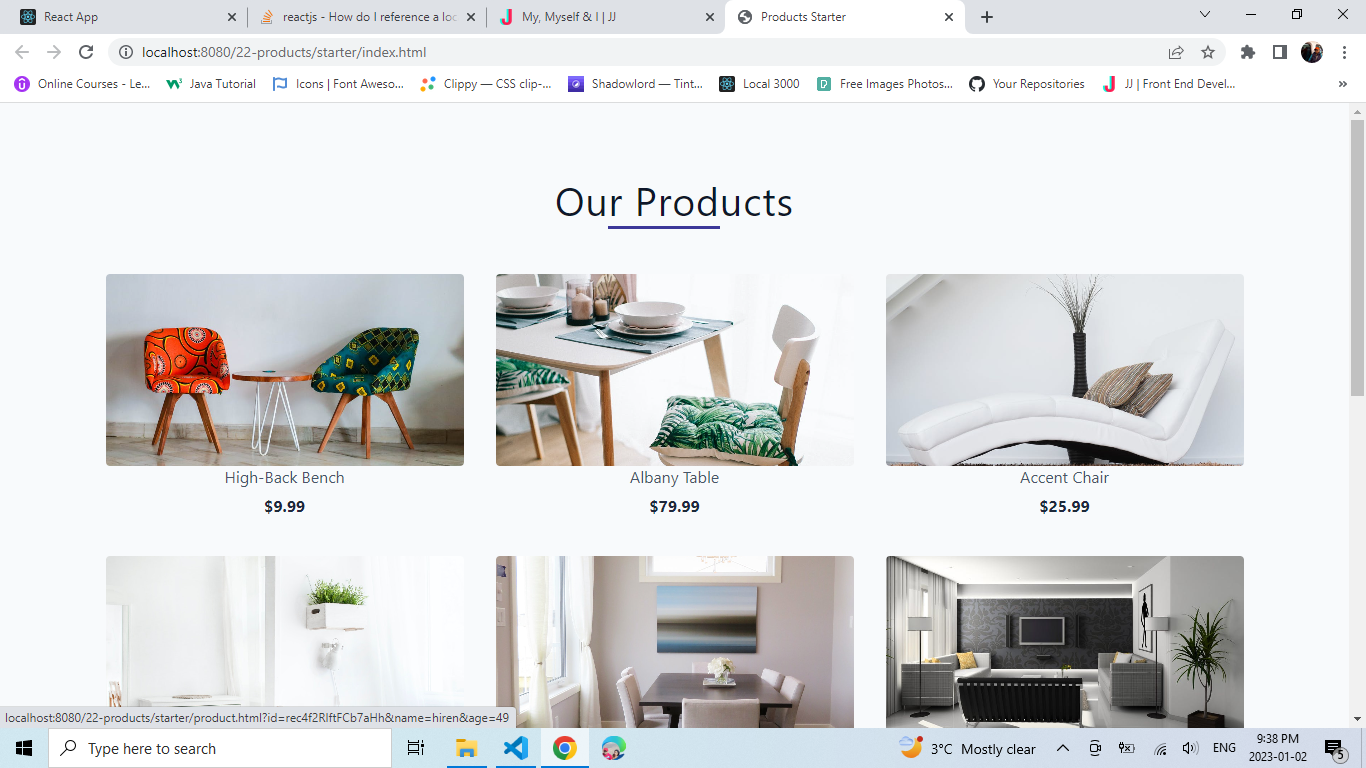 React App
reactjs - How do I reference a loc
My, Myself & I | JJ
Products Starter
localhost:8080/22-products/starter/index.html
Online Courses - Le...
Java Tutorial
Icons | Font Aweso...
Clippy — CSS clip-...
Shadowlord — Tint...
Local 3000
Free Images Photos...
Your Repositories
JJ | Front End Devel...
»
Our Products
High-Back Bench
Albany Table
Accent Chair
$9.99
$79.99
$25.99
localhost:8080/22-products/starter/product.html?id=rec4f2RIftFCb7aHh&name=hiren&age=49
Type here to search
3°C Mostly clear
ENG
9:38 PM
2023-01-02
5